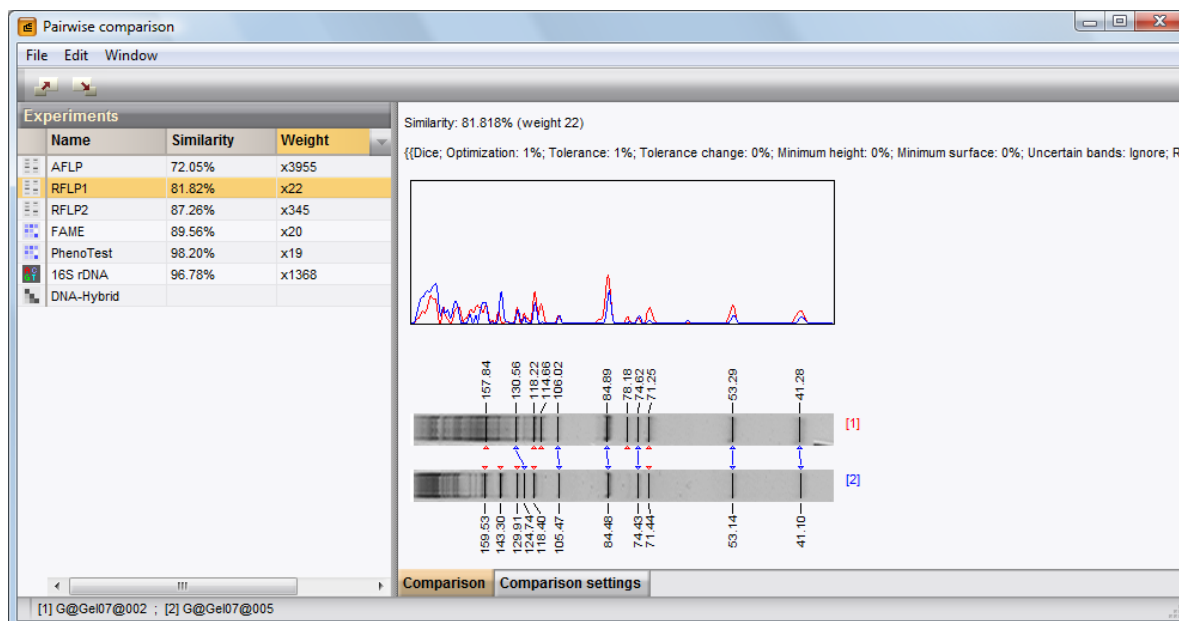 Pairwise comparison
File Edit Window
Experiments
Name Similarity Weight
AFLP 72.05% x3955
RFLP1 81.82% x22
RFLP2 87.26% x345
FAME 89.56% x20
PhenoTest 98.20% x19
16S rDNA 96.78% x1368
DNA-Hybrid
Similarity: 81.818% (weight 22)
{{Dice; Optimization: 1%; Tolerance: 1%; Tolerance change: 0%; Minimum height: 0%; Minimum surface: 0%; Uncertain bands: Ignore; R
157.84 130.56 118.22 114.66 106.02 84.89 78.18 74.62 71.25 53.29 41.28
[1]
[2]
159.53 143.30 129.91 124.74 118.40 105.47 84.48 74.43 71.44 53.14 41.10
Comparison Comparison settings
[1] G@Gel07@002 ; [2] G@Gel07@005